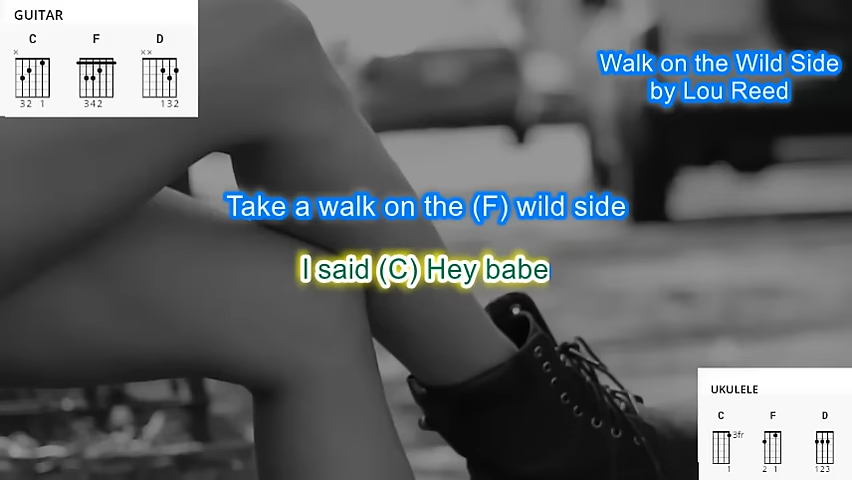 GUITAR
C F D
x xx
32 1 342 132
Walk on the Wild Side
by Lou Reed
Take a walk on the (F) wild side
I said (C) Hey babe
UKULELE
C F D
3fr
1 2 1 123